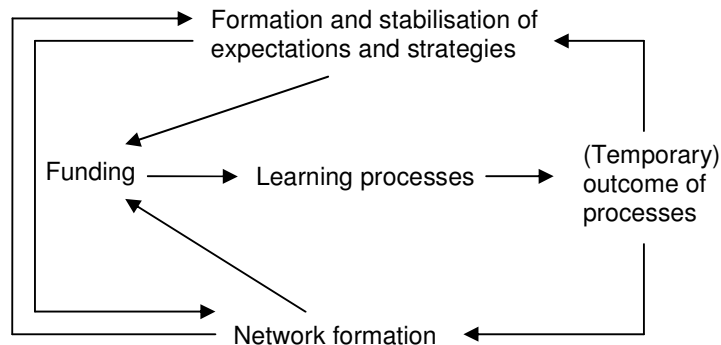 Formation and stabilisation of
expectations and strategies
Funding
Learning processes
(Temporary)
outcome of
processes
Network formation